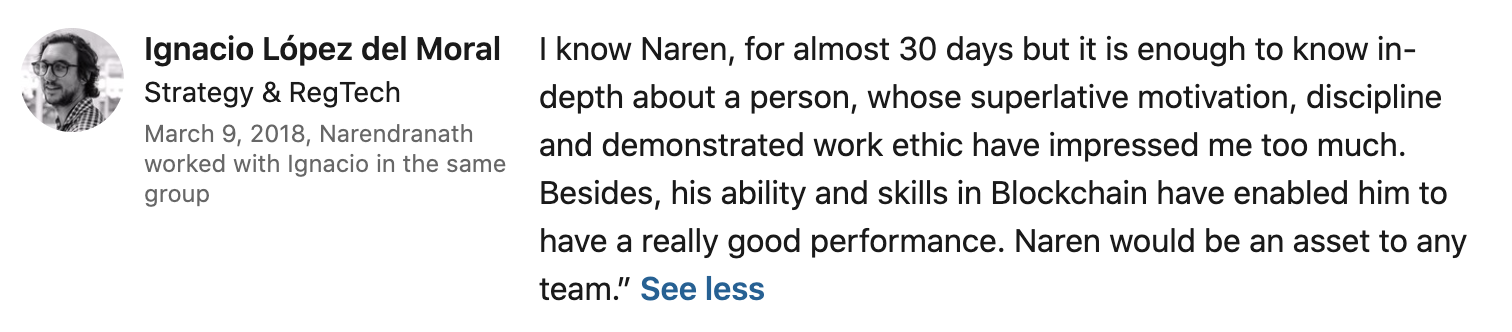 Ignacio López del Moral
Strategy & RegTech
March 9, 2018, Narendranath
worked with Ignacio in the same
group
I know Naren, for almost 30 days but it is enough to know in-
depth about a person, whose superlative motivation, discipline
and demonstrated work ethic have impressed me too much.
Besides, his ability and skills in Blockchain have enabled him to
have a really good performance. Naren would be an asset to any
team.” See less